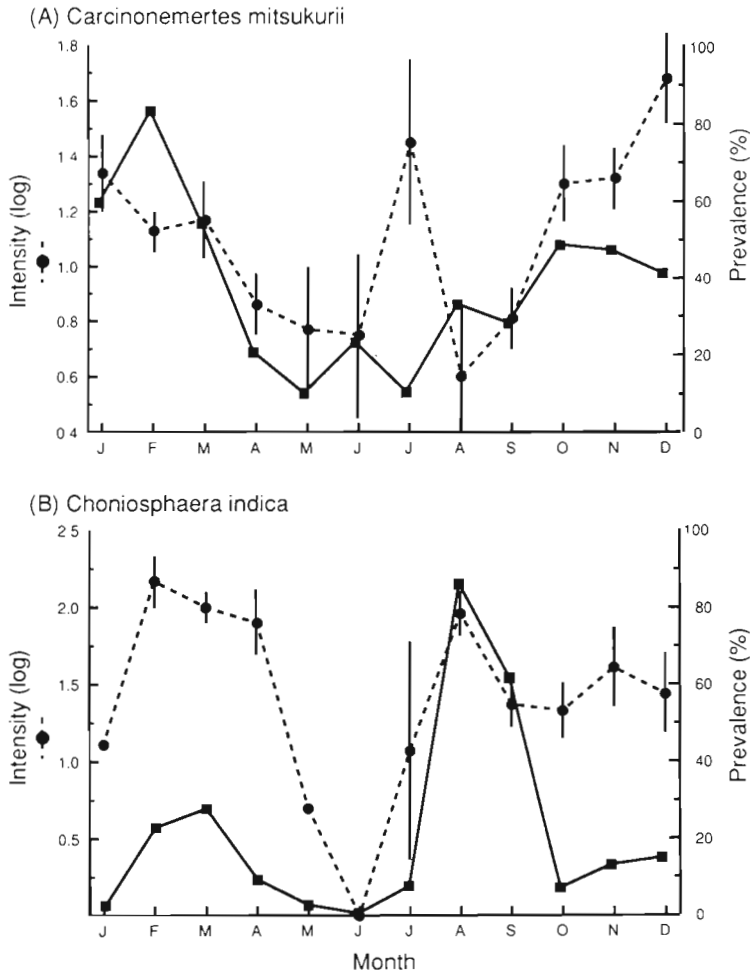 (A) Carcinonemertes mitsukurii
1.8
1.6
1.4
1.2
1.0
0.8
0.6
0.4
Intensity (log)
100
80
60
40
20
0
Prevalence (%)
J F M A M J J A S O N D
(B) Choniosphaera indica
2 5
2.0
1.5
1.0
0.5
Intensity (log)
100
80
60
40
20
0
Prevalence (%)
J F M A M J J A S O N D
Month